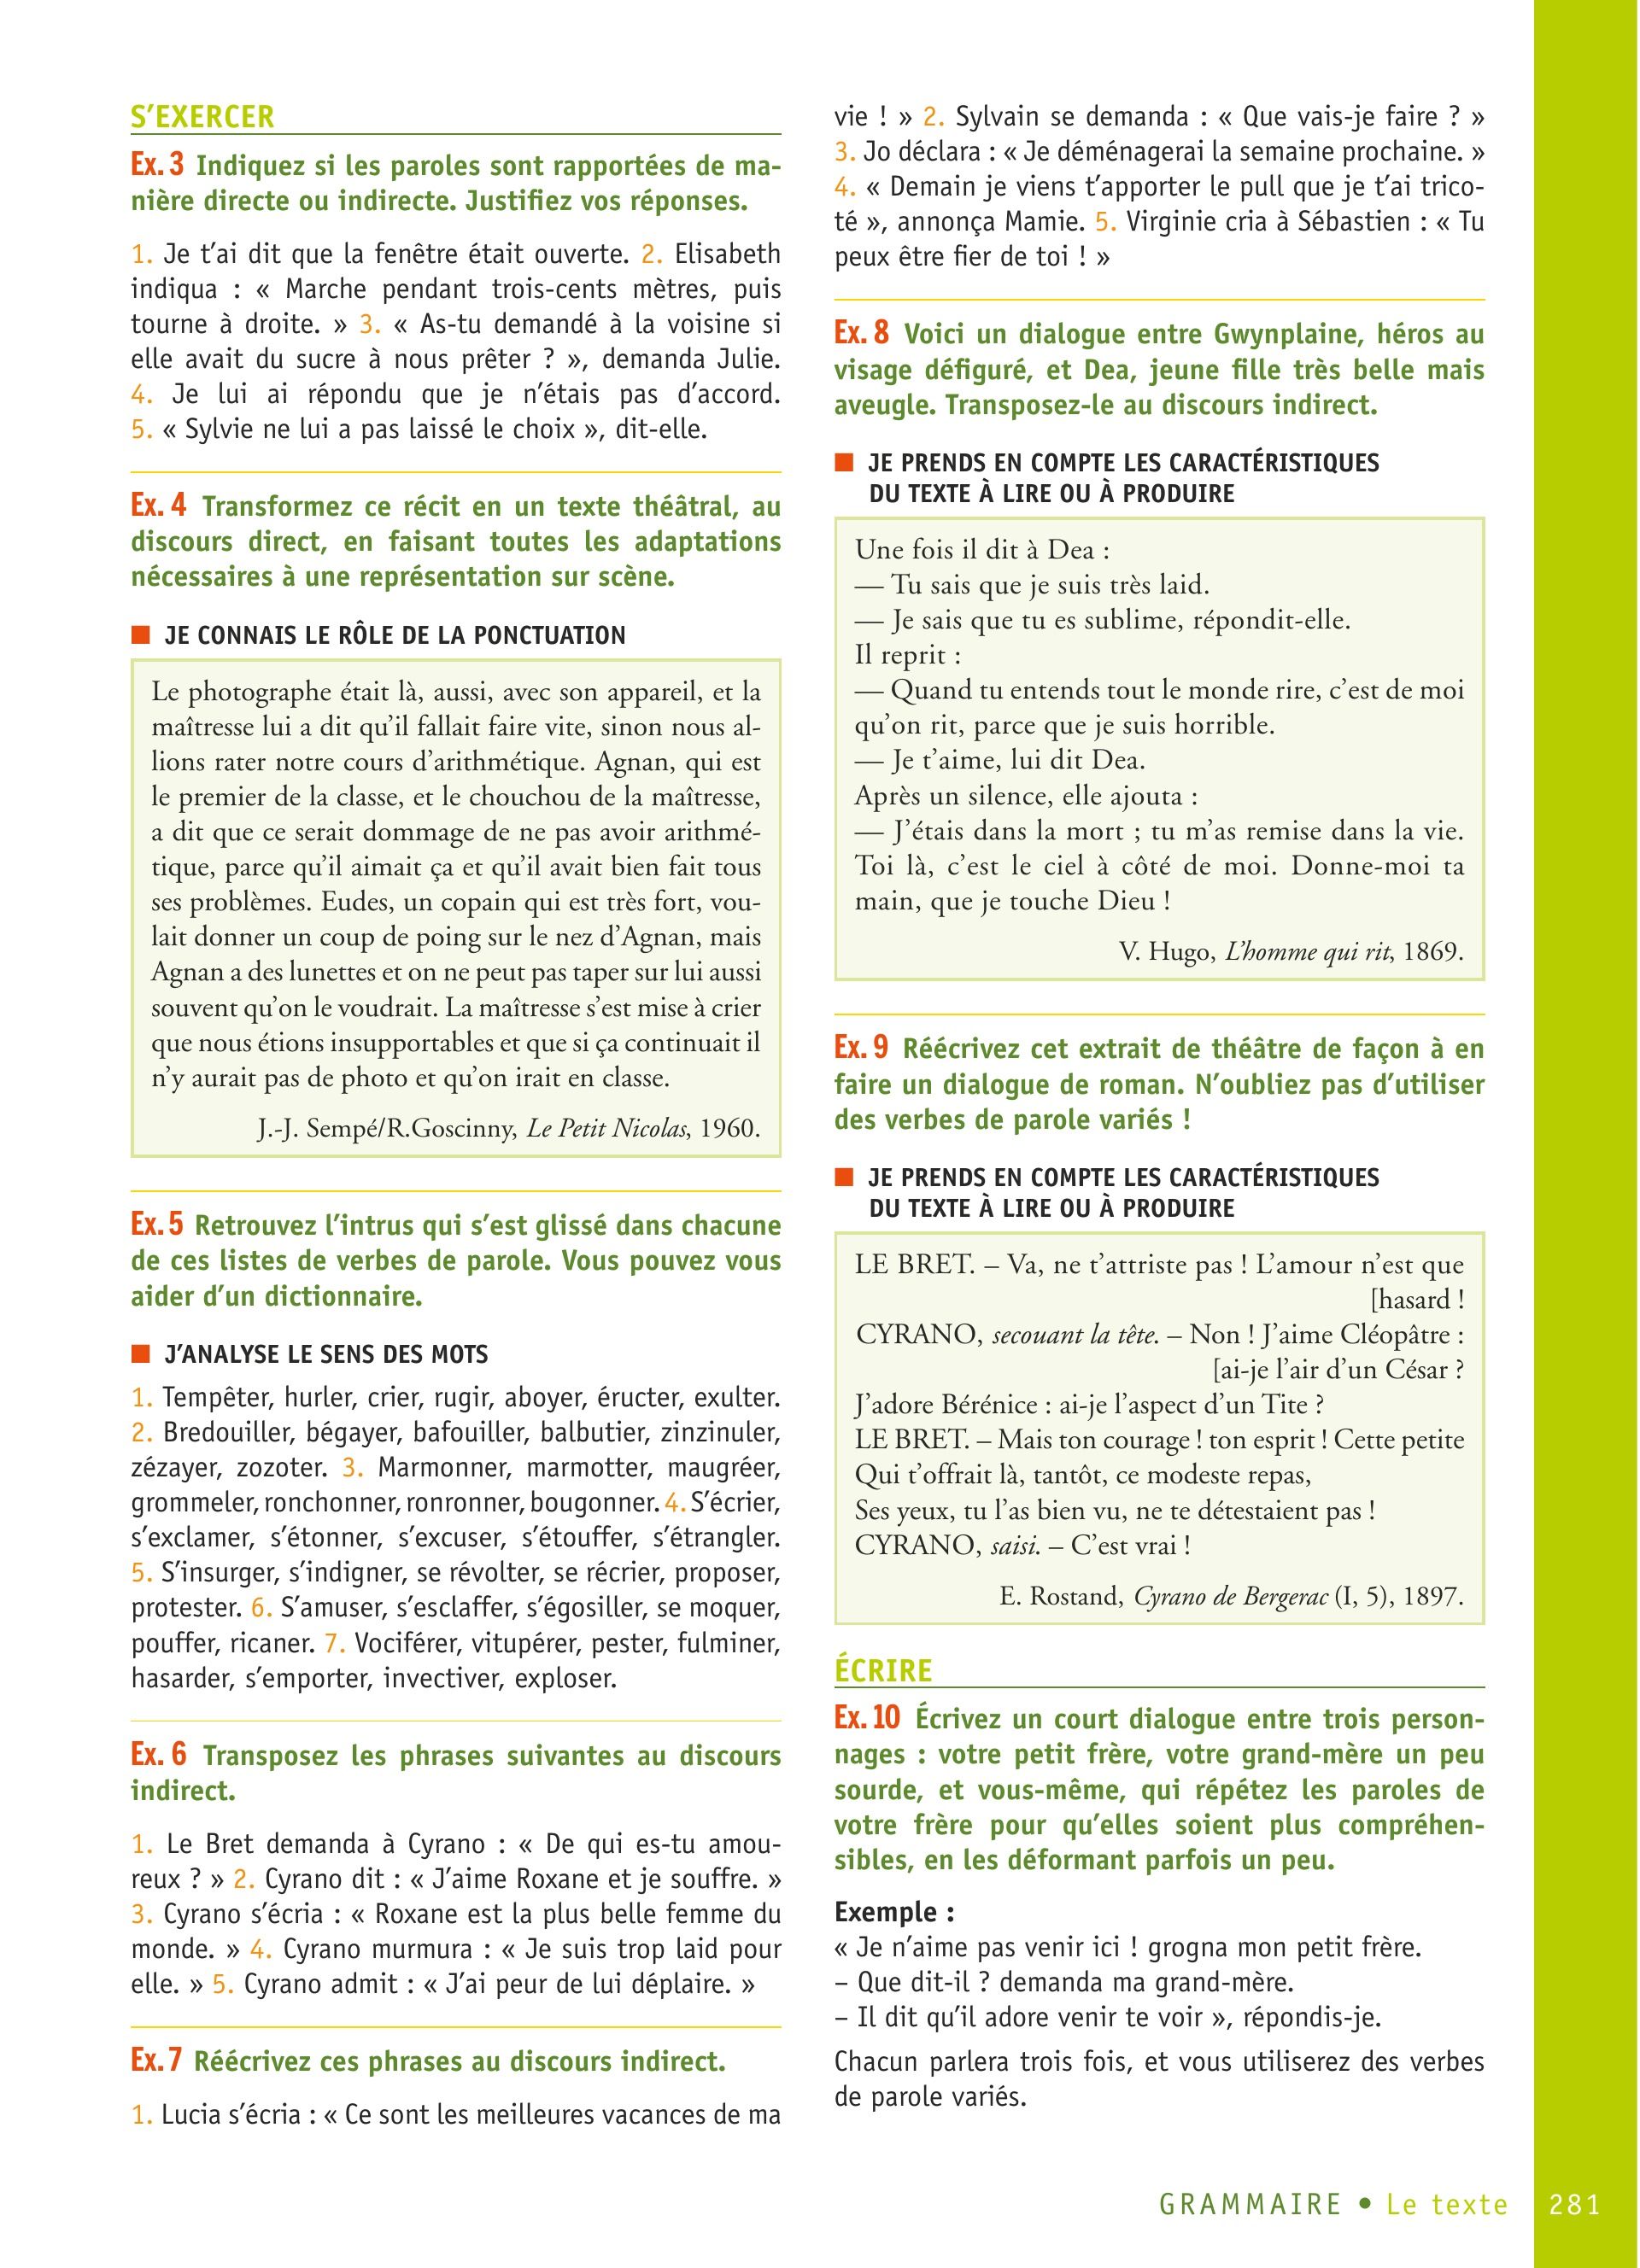 S'EXERCER
Ex. 3 Indiquez si les paroles sont rapportées de ma-
nière directe ou indirecte. Justifiez vos réponses.
1. Je t'ai dit que la fenêtre était ouverte. 2. Elisabeth
indiqua : « Marche pendant trois-cents mètres, puis
tourne à droite. » 3. « As-tu demandé à la voisine si
elle avait du sucre à nous prêter ? », demanda Julie.
4. Je lui ai répondu que je n'étais pas d'accord.
5. « Sylvie ne lui a pas laissé le choix », dit-elle.
Ex. 4 Transformez ce récit en un texte théâtral, au
discours direct, en faisant toutes les adaptations
nécessaires à une représentation sur scène.
■ JE CONNAIS LE RÔLE DE LA PONCTUATION
Le photographe était là, aussi, avec son appareil, et la
maîtresse lui a dit qu'il fallait faire vite, sinon nous al-
lions rater notre cours d'arithmétique. Agnan, qui est
le premier de la classe, et le chouchou de la maîtresse,
a dit que ce serait dommage de ne pas avoir arithmé-
tique, parce qu'il aimait ça et qu'il avait bien fait tous
ses problèmes. Eudes, un copain qui est très fort, vou-
lait donner un coup de poing sur le nez d'Agnan, mais
Agnan a des lunettes et on ne peut pas taper sur lui aussi
souvent qu'on le voudrait. La maîtresse s'est mise à crier
que nous étions insupportables et que si ça continuait il
n'y aurait pas de photo et qu'on irait en classe.
J.-J. Sempé/R.Goscinny, Le Petit Nicolas, 1960.
Ex. 5 Retrouvez l'intrus qui s'est glissé dans chacune
de ces listes de verbes de parole. Vous pouvez vous
aider d'un dictionnaire.
■ J'ANALYSE LE SENS DES MOTS
1. Tempêter, hurler, crier, rugir, aboyer, éructer, exulter.
2. Bredouiller, bégayer, bafouiller, balbutier, zinzinuler,
zézayer, zozoter. 3. Marmonner, marmotter, maugréer,
grommeler, ronchonner, ronronner, bougonner. 4. S'écrier,
s'exclamer, s'étonner, s'excuser, s'étouffer, s'étrangler.
5. S'insurger, s'indigner, se révolter, se récrier, proposer,
protester. 6. S'amuser, s'esclaffer, s'égosiller, se moquer,
pouffer, ricaner. 7. Vociférer, vitupérer, pester, fulminer,
hasarder, s'emporter, invectiver, exploser.
Ex. 6 Transposez les phrases suivantes au discours
indirect.
1. Le Bret demanda à Cyrano : « De qui es-tu amou-
reux ? » 2. Cyrano dit : « J'aime Roxane et je souffre. »
3. Cyrano s'écria : « Roxane est la plus belle femme du
monde. » 4. Cyrano murmura : « Je suis trop laid pour
elle. » 5. Cyrano admit : « J'ai peur de lui déplaire. »
Ex. 7 Réécrivez ces phrases au discours indirect.
1. Lucia s'écria : « Ce sont les meilleures vacances de ma
vie ! » 2. Sylvain se demanda : « Que vais-je faire ? »
3. Jo déclara : « Je déménagerai la semaine prochaine. »
4. « Demain je viens t'apporter le pull que je t'ai trico-
té », annonça Mamie. 5. Virginie cria à Sébastien : « Tu
peux être fier de toi ! »
Ex. 8 Voici un dialogue entre Gwynplaine, héros au
visage défiguré, et Dea, jeune fille très belle mais
aveugle. Transposez-le au discours indirect.
■ JE PRENDS EN COMPTE LES CARACTÉRISTIQUES
DU TEXTE À LIRE OU À PRODUIRE
Une fois il dit à Dea :
— Tu sais que je suis très laid.
— Je sais que tu es sublime, répondit-elle.
Il reprit :
— Quand tu entends tout le monde rire, c'est de moi
qu'on rit, parce que je suis horrible.
— Je t'aime, lui dit Dea.
Après un silence, elle ajouta :
— J'étais dans la mort ; tu m'as remise dans la vie.
Toi là, c'est le ciel à côté de moi. Donne-moi ta
main, que je touche Dieu !
V. Hugo, L'homme qui rit, 1869.
Ex. 9 Réécrivez cet extrait de théâtre de façon à en
faire un dialogue de roman. N'oubliez pas d'utiliser
des verbes de parole variés !
■ JE PRENDS EN COMPTE LES CARACTÉRISTIQUES
DU TEXTE À LIRE OU À PRODUIRE
LE BRET. – Va, ne t'attriste pas ! L'amour n'est que
[hasard !
CYRANO, secouant la tête. – Non ! J'aime Cléopâtre :
[ai-je l'air d'un César ?
J'adore Bérénice : ai-je l'aspect d'un Tite ?
LE BRET. – Mais ton courage ! ton esprit ! Cette petite
Qui t'offrait là, tantôt, ce modeste repas,
Ses yeux, tu l'as bien vu, ne te détestaient pas !
CYRANO, saisi. – C'est vrai !
E. Rostand, Cyrano de Bergerac (I, 5), 1897.
ÉCRIRE
Ex. 10 Écrivez un court dialogue entre trois person-
nages : votre petit frère, votre grand-mère un peu
sourde, et vous-même, qui répétez les paroles de
votre frère pour qu'elles soient plus compréhen-
sibles, en les déformant parfois un peu.
Exemple :
« Je n'aime pas venir ici ! grogna mon petit frère.
– Que dit-il ? demanda ma grand-mère.
– Il dit qu'il adore venir te voir », répondis-je.
Chacun parlera trois fois, et vous utiliserez des verbes
de parole variés.
GRAMMAIRE • Le texte 281